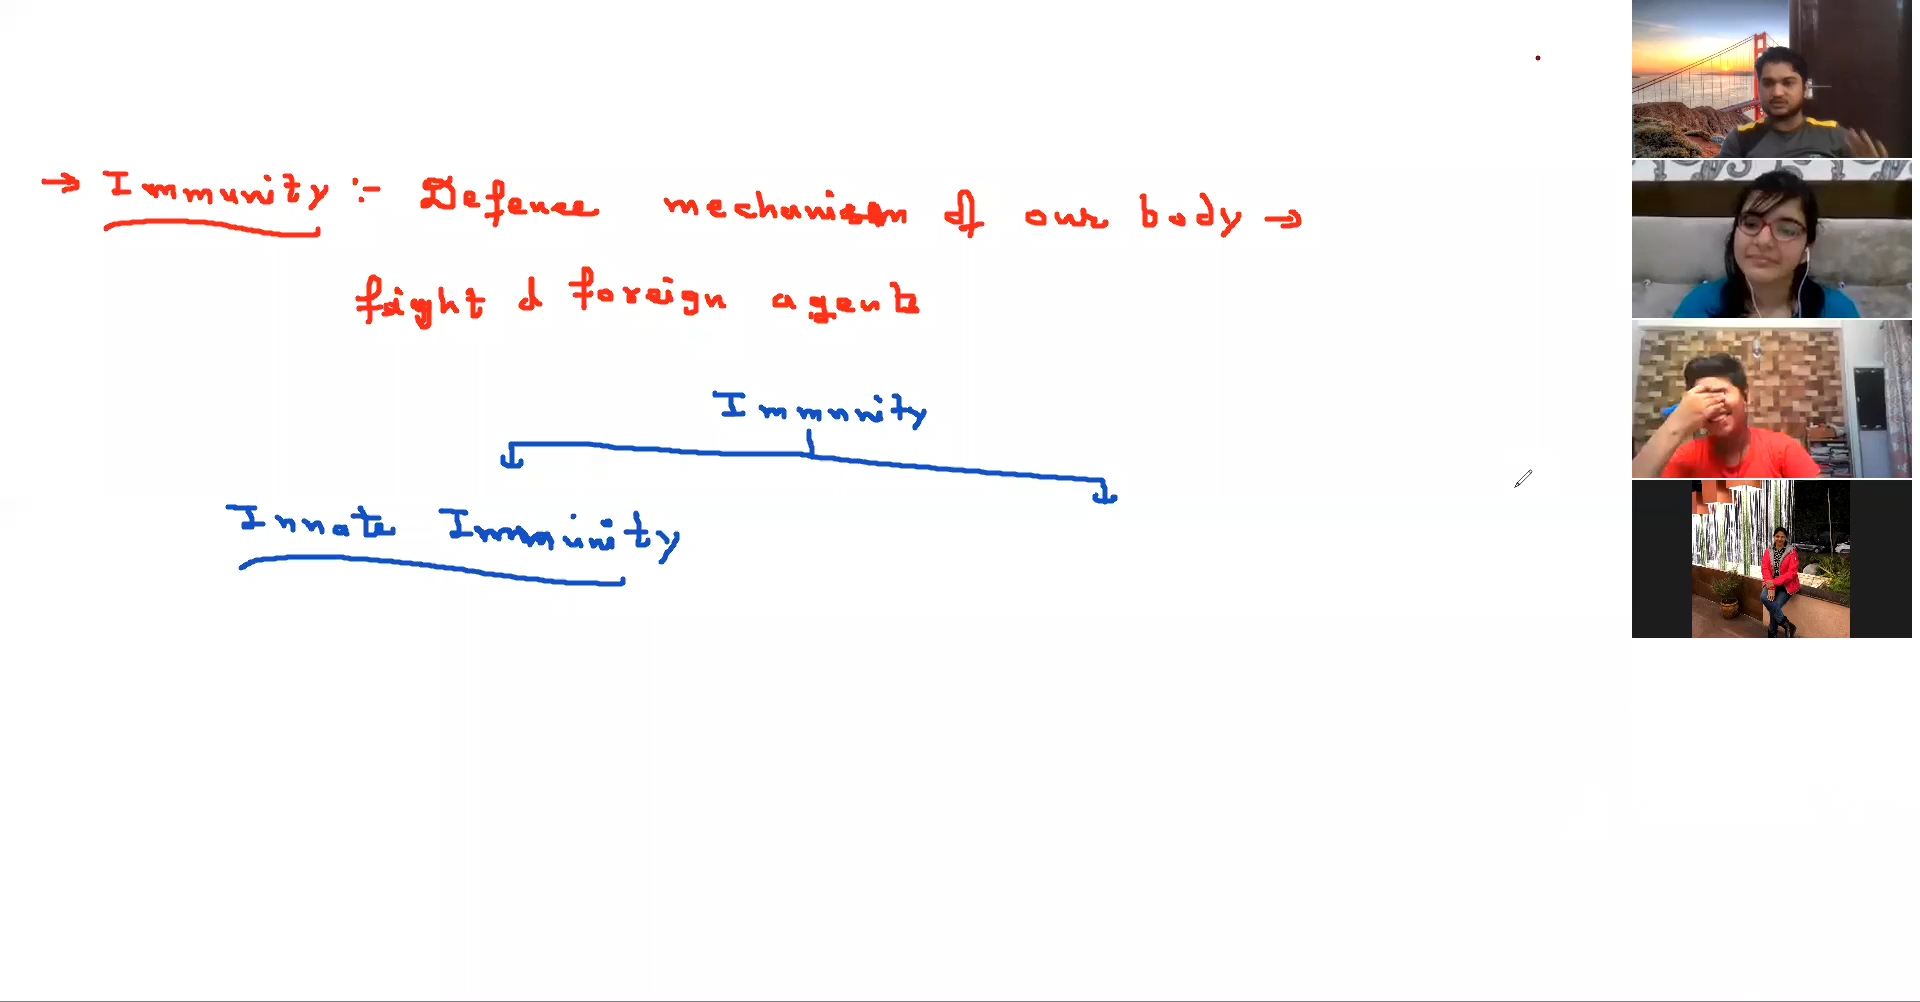 → Immunity :- Defence mechanism of our body →
fight d foreign agents
Immunity
Innate Immunity